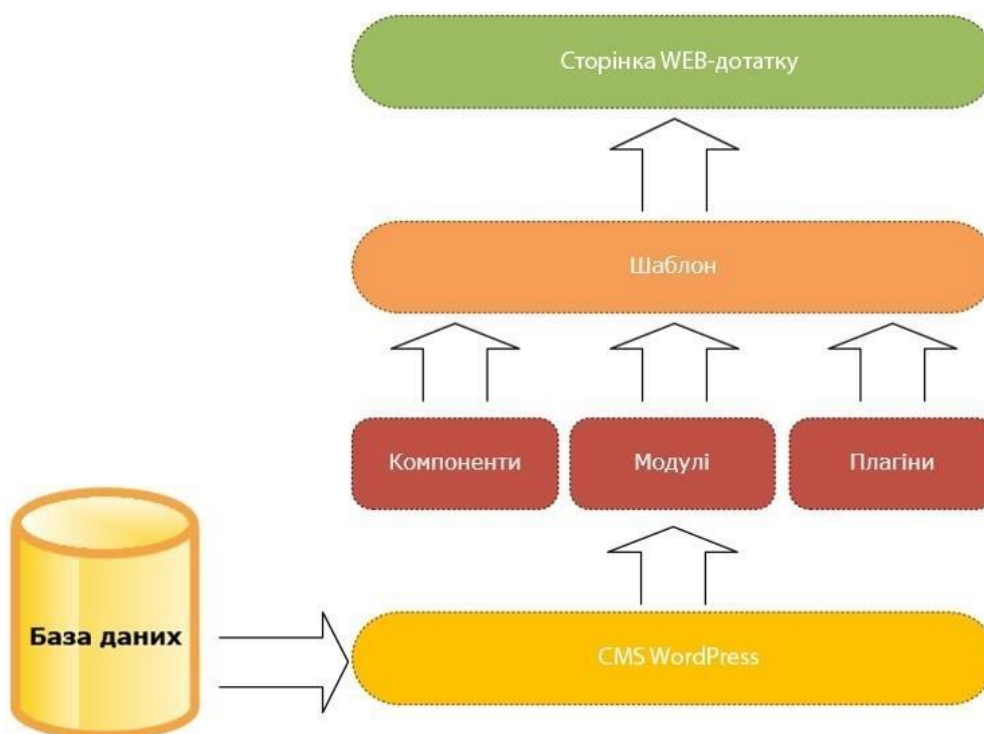 Сторінка WEB-дотатку
Шаблон
Компоненти
Модулі
Плагіни
База даних
CMS WordPress